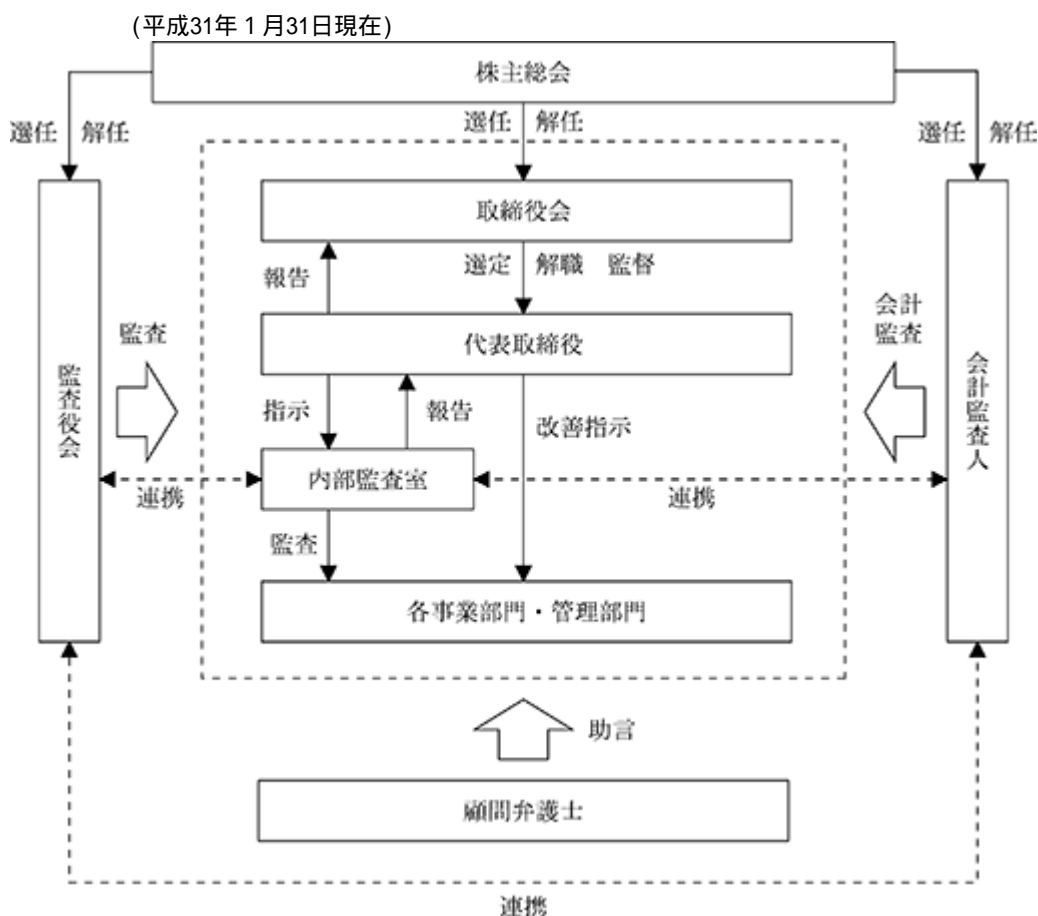 (平成31年1月31日現在)
株主総会
選任 解任
選任 解任
選任 解任
取締役会
報告
選定 解職 監督
代表取締役
監査
会計
監査
監査役会
会計監査人
指示
報告
改善指示
内部監査室
連携
連携
監査
各事業部門・管理部門
助言
顧問弁護士
連携